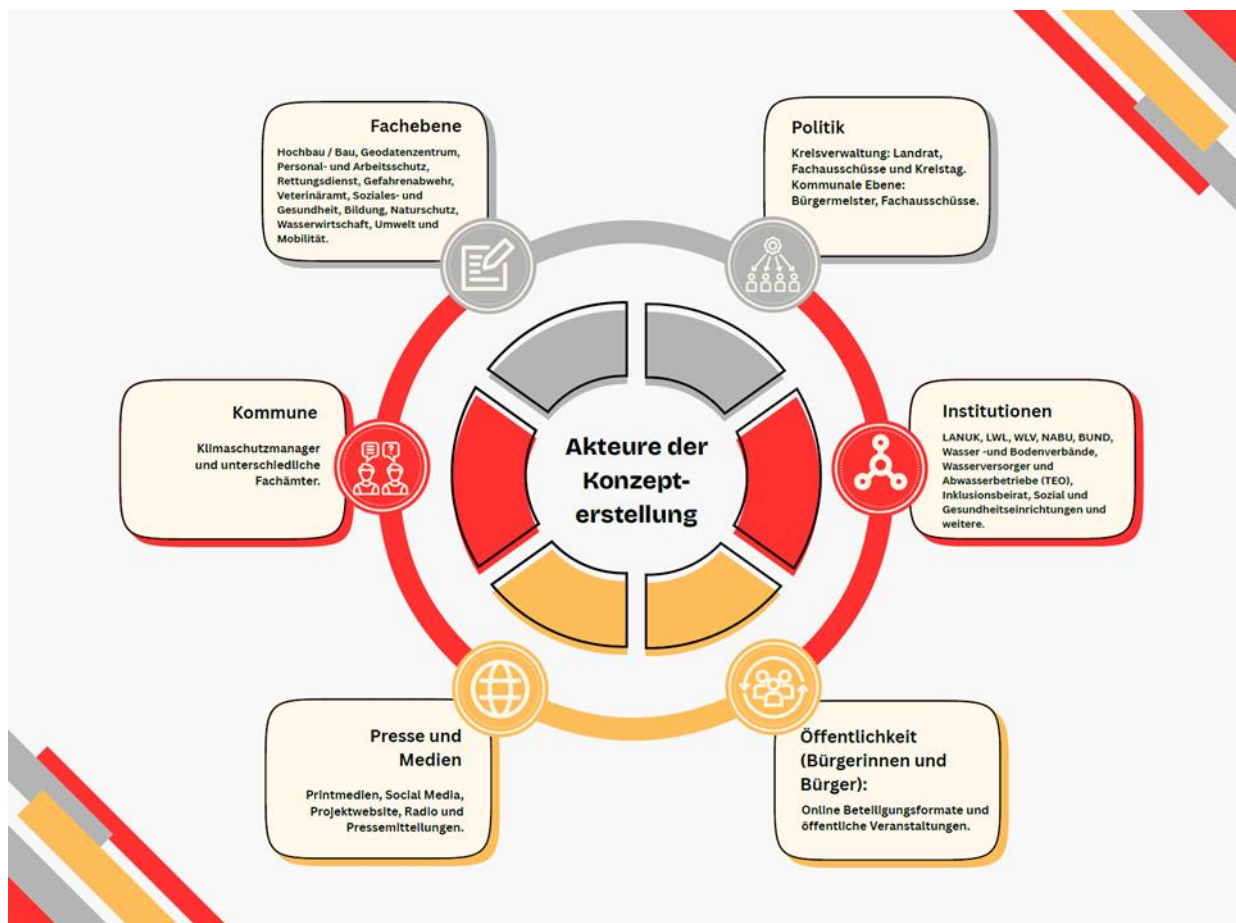 Fachebene
Hochbau / Bau, Geodatenzentrum,
Personal- und Arbeitsschutz,
Rettungsdienst, Gefahrenabwehr,
Veterinäramt, Soziales- und
Gesundheit, Bildung, Naturschutz,
Wasserwirtschaft, Umwelt und
Mobilität.
Politik
Kreisverwaltung: Landrat,
Fachausschüsse und Kreistag.
Kommunale Ebene:
Bürgermeister, Fachausschüsse.
Kommune
Klimaschutzmanager
und unterschiedliche
Fachämter.
Akteure der
Konzept-
erstellung
Institutionen
LANUK, LWL, WLV, NABU, BUND,
Wasser -und Bodenverbände,
Wasserversorger und
Abwasserbetriebe (TEO),
Inklusionsbeirat, Sozial und
Gesundheitseinrichtungen und
weitere.
Presse und
Medien
Printmedien, Social Media,
Projektwebsite, Radio und
Pressemitteilungen.
Öffentlichkeit
(Bürgerinnen und
Bürger):
Online Beteiligungsformate und
öffentliche Veranstaltungen.